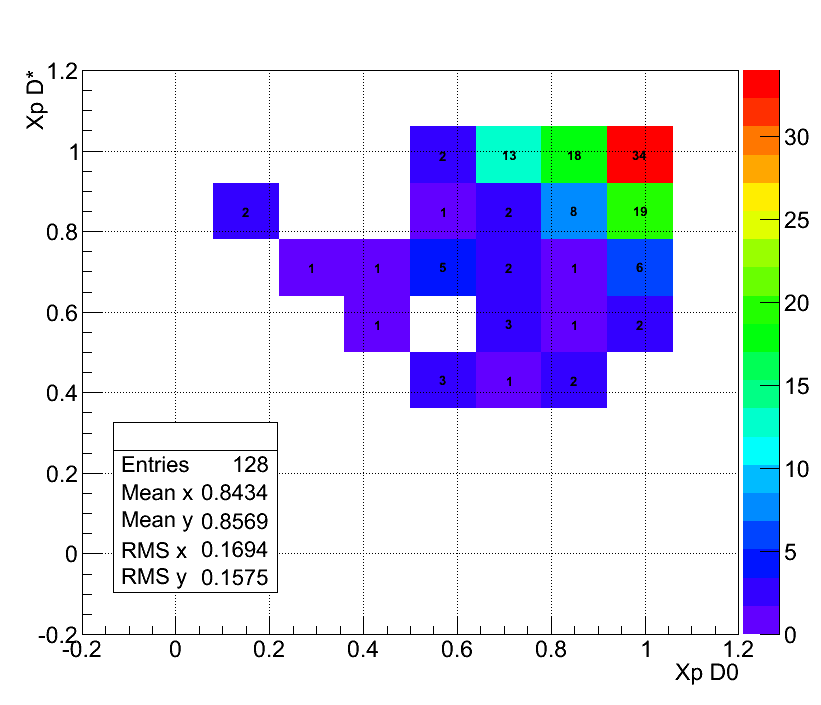 Xp D*
1.2
1
0.8
0.6
0.4
0.2
0
-0.2
2 13 18 34
2 1 2 8 19
1 1 5 2 1 6
1 3 1 2
3 1 2
Entries 128
Mean x 0.8434
Mean y 0.8569
RMS x 0.1694
RMS y 0.1575
30
25
20
15
10
5
0
-0.2 0 0.2 0.4 0.6 0.8 1 1.2
Xp D0